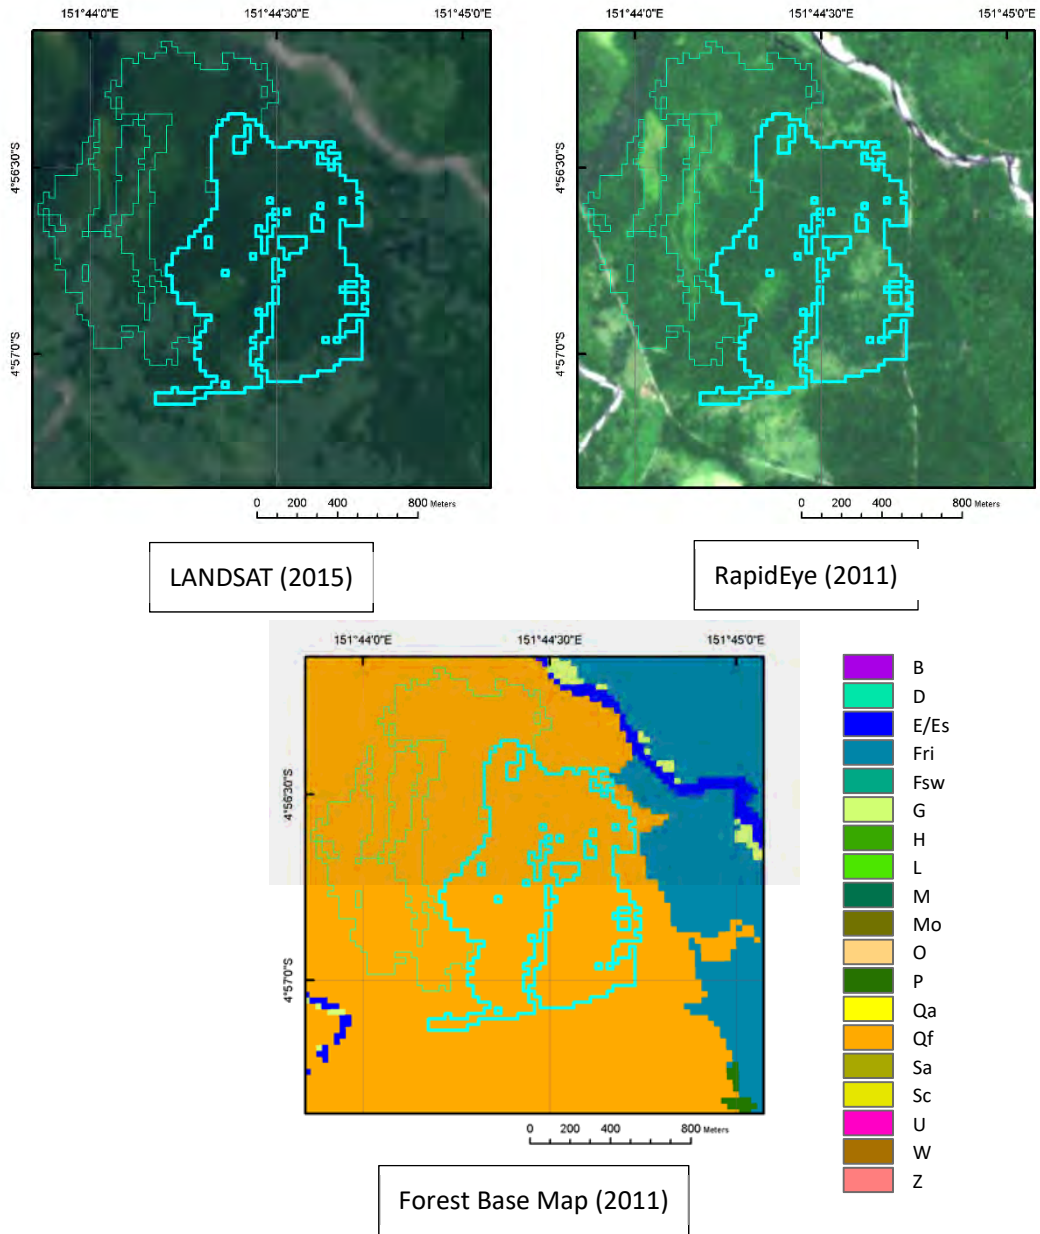 151°44'0"E 151°44'30"E 151°45'0"E
151°44'0"E 151°44'30"E 151°45'0"E
4°56'30"S
4°57'0"S
4°56'30"S
4°57'0"S
0 200 400 800 Meters
0 200 400 800 Meters
LANDSAT (2015)
RapidEye (2011)
151°44'0"E 151°44'30"E 151°45'0"E
4°56'30"S
4°57'0"S
0 200 400 800 Meters
Forest Base Map (2011)
B
D
E/Es
Fri
Fsw
G
H
L
M
Mo
O
P
Qa
Qf
Sa
Sc
U
W
Z